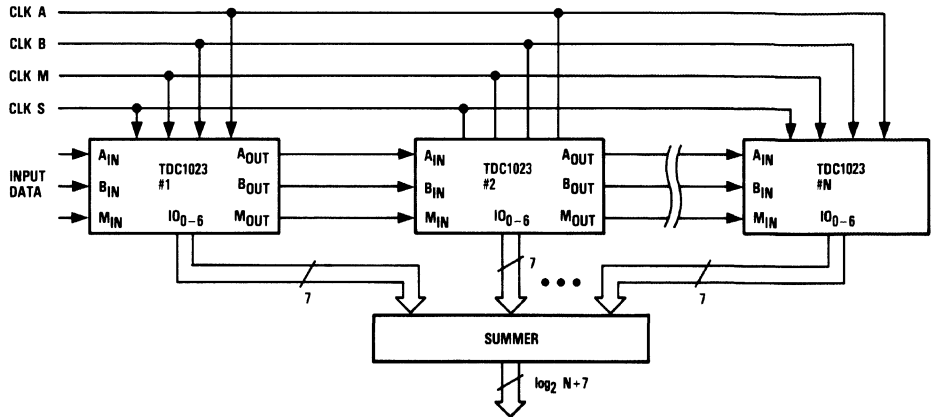 CLK A
CLK B
CLK M
CLK S
INPUT
DATA
A_IN
B_IN
M_IN
TDC1023
#1
IO_0-6
A_OUT
B_OUT
M_OUT
A_IN
B_IN
M_IN
TDC1023
#2
IO_0-6
A_OUT
B_OUT
M_OUT
A_IN
B_IN
M_IN
TDC1023
#N
IO_0-6
7
7
7
SUMMER
log_2 N+7